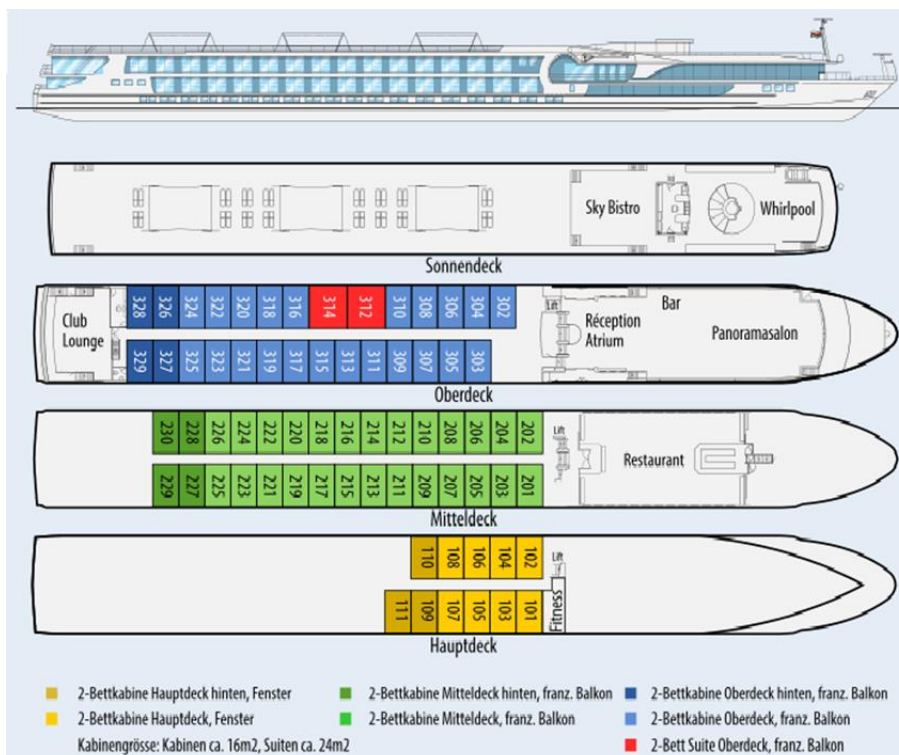 Sky Bistro
Whirlpool
Sonnendeck
328 326 324 322 320 318 316 314 312 310 308 306 304 302
Club
Lounge
Lift
Réception
Atrium
Bar
Panoramasalon
329 327 325 323 321 319 317 315 313 311 309 307 305 303
Oberdeck
230 228 226 224 222 220 218 216 214 212 210 208 206 204 202
Lift
Restaurant
229 227 225 223 221 219 217 215 213 211 209 207 205 203 201
Mitteldeck
110 108 106 104 102
Lift
111 109 107 105 103 101
Fitness
Hauptdeck
2-Bettkabine Hauptdeck hinten, Fenster
2-Bettkabine Hauptdeck, Fenster
Kabinengrösse: Kabinen ca. 16m2, Suiten ca. 24m2
2-Bettkabine Mitteldeck hinten, franz. Balkon
2-Bettkabine Mitteldeck, franz. Balkon
2-Bettkabine Oberdeck hinten, franz. Balkon
2-Bettkabine Oberdeck, franz. Balkon
2-Bett Suite Oberdeck, franz. Balkon